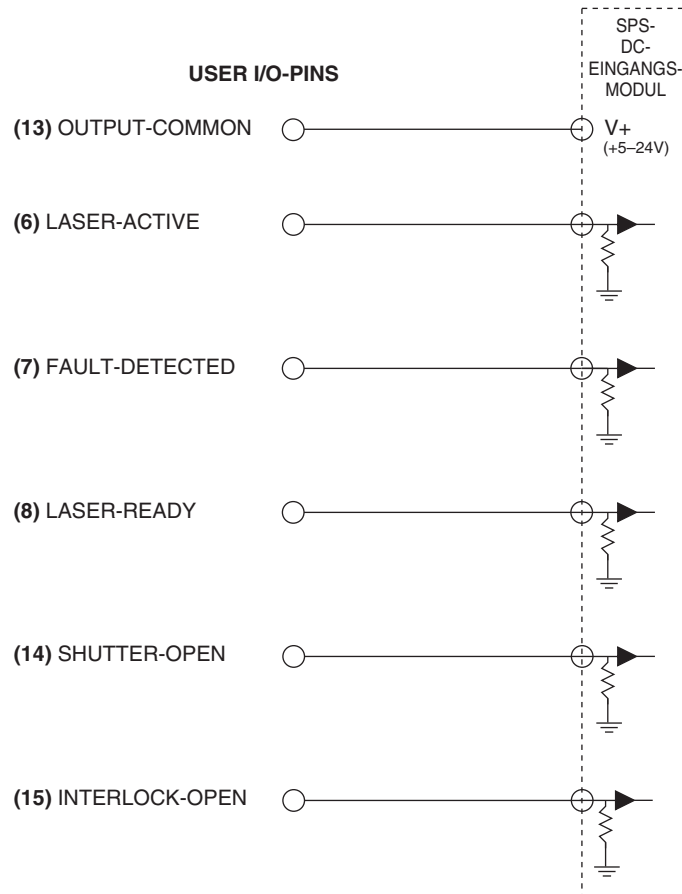 SPS-
DC-
EINGANGS-
MODUL
USER I/O-PINS
(13) OUTPUT-COMMON
V+
(+5–24V)
(6) LASER-ACTIVE
(7) FAULT-DETECTED
(8) LASER-READY
(14) SHUTTER-OPEN
(15) INTERLOCK-OPEN